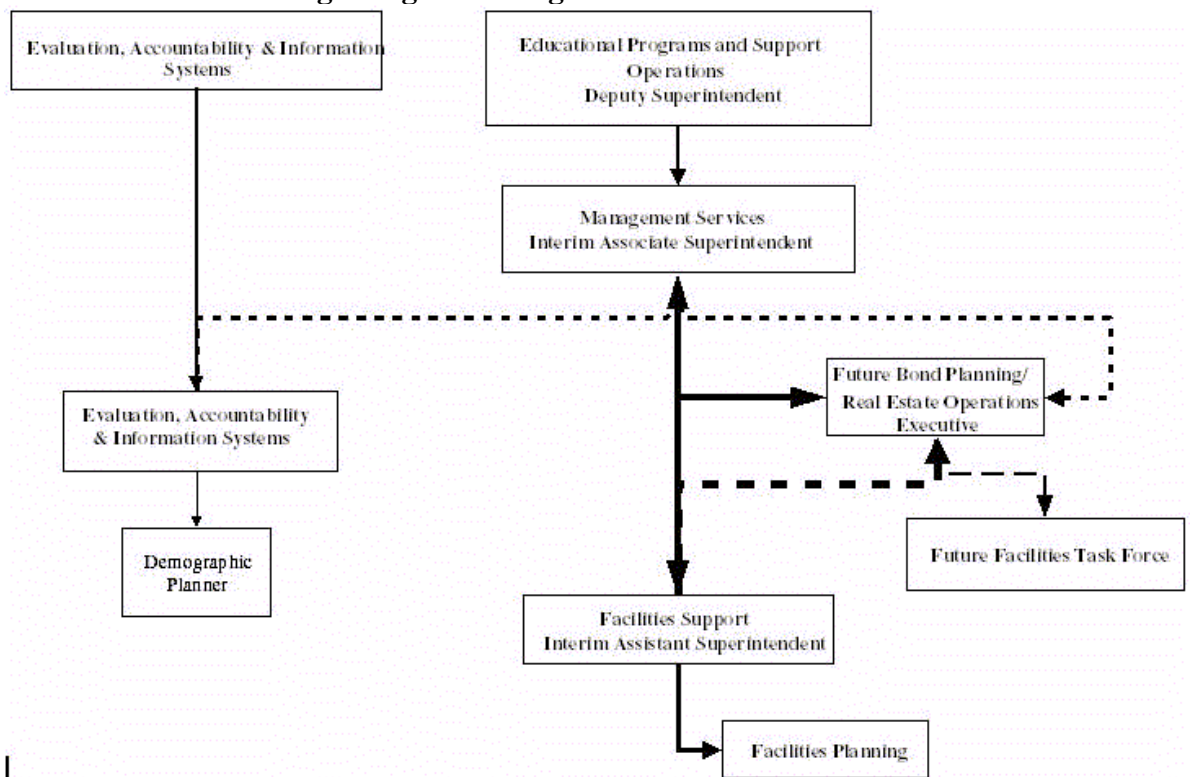 Evaluation, Accountability & Information
Systems
Educational Programs and Support
Operations
Deputy Superintendent
Management Services
Interim Associate Superintendent
Future Bond Planning/
Real Estate Operations
Executive
Evaluation, Accountability
& Information Systems
Future Facilities Task Force
Demographic
Planner
Facilities Support
Interim Assistant Superintendent
Facilities Planning